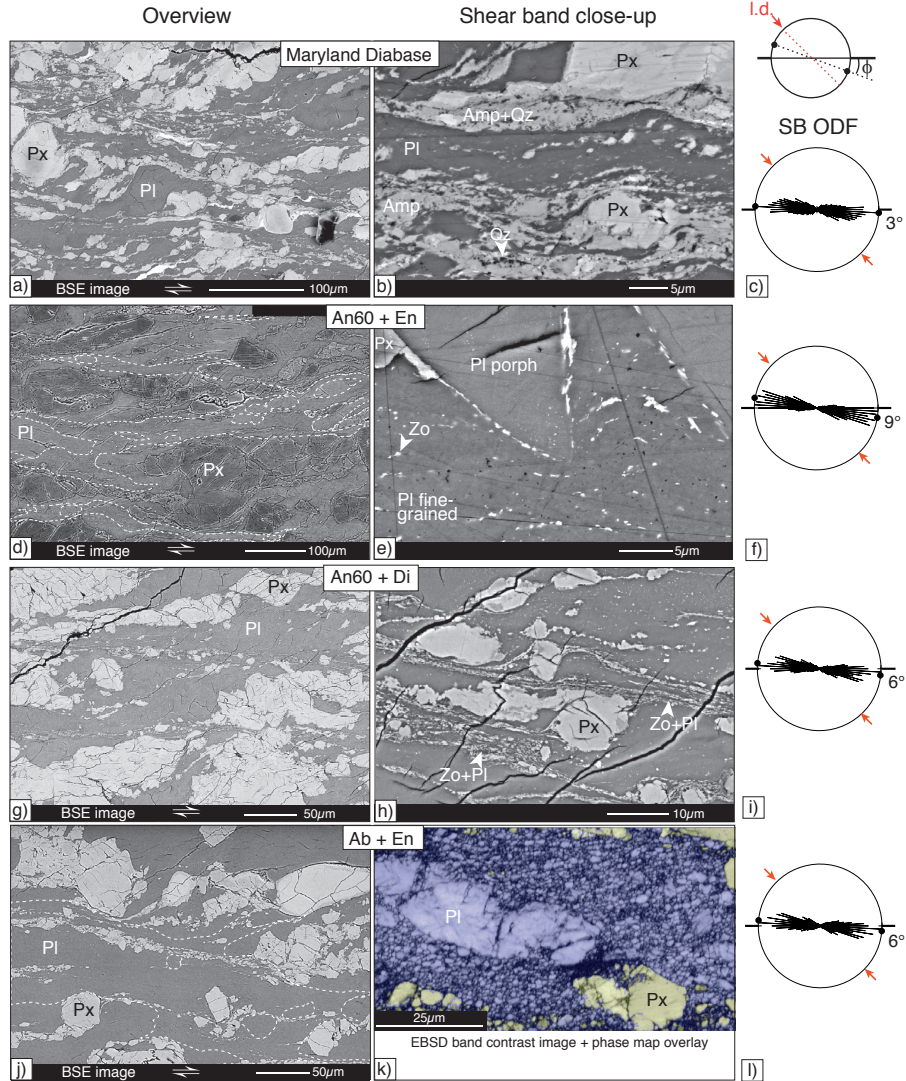 Overview
Shear band close-up
l.d.
ϕ
Maryland Diabase
Px
Pl
a)
BSE image
100µm
Px
Amp+Qz
Pl
Amp
Px
Qz
b)
5µm
SB ODF
3°
c)
An60 + En
Pl
Px
d)
BSE image
100µm
Px
Pl porph
Zo
Pl fine-
grained
e)
5µm
9°
f)
An60 + Di
Px
Pl
g)
BSE image
50µm
Px
Zo+Pl
Zo+Pl
h)
10µm
6°
i)
Ab + En
Pl
Px
j)
BSE image
50µm
Pl
Px
25µm
k)
EBSD band contrast image + phase map overlay
6°
l)